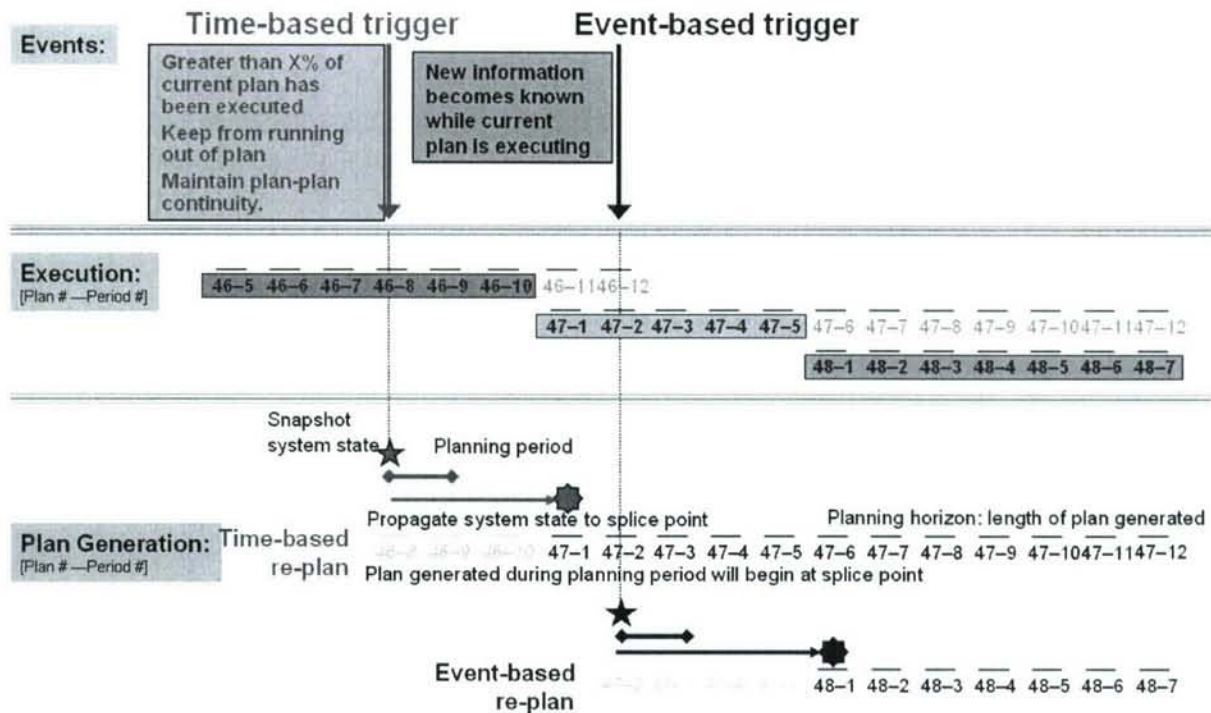 Time-based trigger
Event-based trigger
Events:
Greater than X% of
current plan has
been executed
Keep from running
out of plan
Maintain plan-plan
continuity.
New information
becomes known
while current
plan is executing
Execution:
[Plan # —Period #]
46–5 46–6 46–7 46–8 46–9 46–10 46–11 46–12
47–1 47–2 47–3 47–4 47–5 47–6 47–7 47–8 47–9 47–10 47–11 47–12
48–1 48–2 48–3 48–4 48–5 48–6 48–7
Snapshot
system state
Planning period
Propagate system state to splice point
Planning horizon: length of plan generated
Plan Generation:
[Plan # —Period #]
Time-based
re-plan
46–8 46–9 46–10 47–1 47–2 47–3 47–4 47–5 47–6 47–7 47–8 47–9 47–10 47–11 47–12
Plan generated during planning period will begin at splice point
Event-based
re-plan
48–1 48–2 48–3 48–4 48–5 48–6 48–7